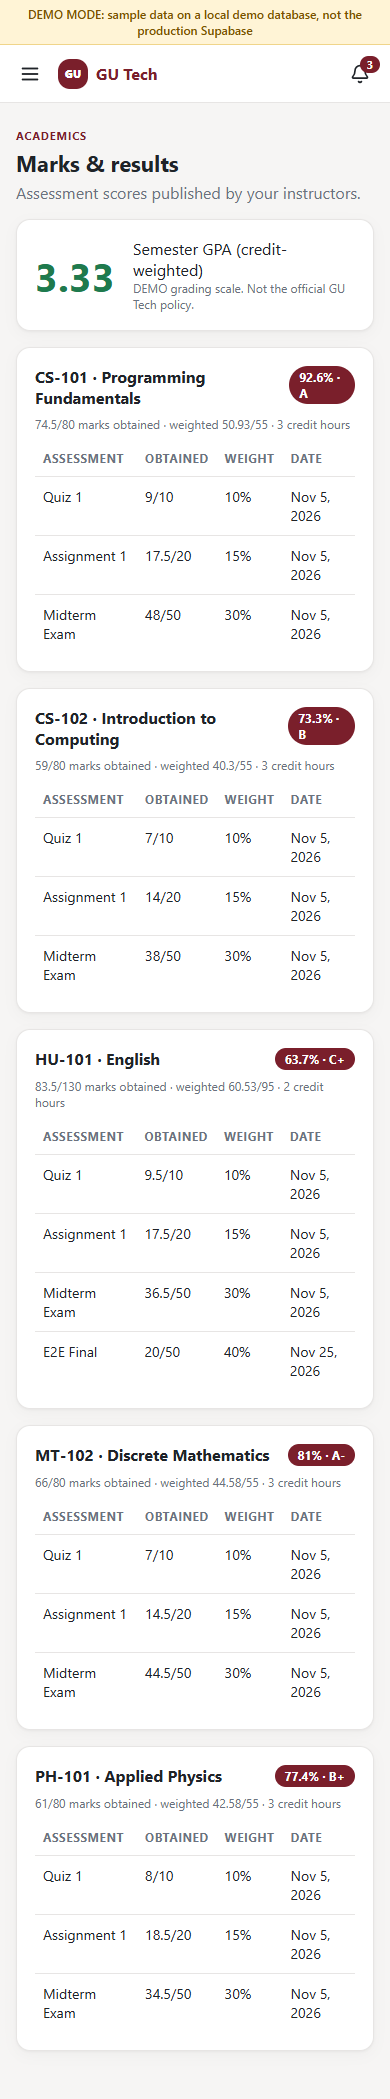 DEMO MODE: sample data on a local demo database, not the
production Supabase
GU GU Tech 3
ACADEMICS
Marks & results
Assessment scores published by your instructors.
3.33
Semester GPA (credit-
weighted)
DEMO grading scale. Not the official GU
Tech policy.
CS-101 · Programming
Fundamentals
92.6% ·
A
74.5/80 marks obtained · weighted 50.93/55 · 3 credit hours
ASSESSMENT OBTAINED WEIGHT DATE
Quiz 1 9/10 10% Nov 5,
2026
Assignment 1 17.5/20 15% Nov 5,
2026
Midterm 48/50 30% Nov 5,
Exam 2026
CS-102 · Introduction to
Computing
73.3% ·
B
59/80 marks obtained · weighted 40.3/55 · 3 credit hours
ASSESSMENT OBTAINED WEIGHT DATE
Quiz 1 7/10 10% Nov 5,
2026
Assignment 1 14/20 15% Nov 5,
2026
Midterm 38/50 30% Nov 5,
Exam 2026
HU-101 · English 63.7% · C+
83.5/130 marks obtained · weighted 60.53/95 · 2 credit
hours
ASSESSMENT OBTAINED WEIGHT DATE
Quiz 1 9.5/10 10% Nov 5,
2026
Assignment 1 17.5/20 15% Nov 5,
2026
Midterm 36.5/50 30% Nov 5,
Exam 2026
E2E Final 20/50 40% Nov 25,
2026
MT-102 · Discrete Mathematics 81% · A-
66/80 marks obtained · weighted 44.58/55 · 3 credit hours
ASSESSMENT OBTAINED WEIGHT DATE
Quiz 1 7/10 10% Nov 5,
2026
Assignment 1 14.5/20 15% Nov 5,
2026
Midterm 44.5/50 30% Nov 5,
Exam 2026
PH-101 · Applied Physics 77.4% · B+
61/80 marks obtained · weighted 42.58/55 · 3 credit hours
ASSESSMENT OBTAINED WEIGHT DATE
Quiz 1 8/10 10% Nov 5,
2026
Assignment 1 18.5/20 15% Nov 5,
2026
Midterm 34.5/50 30% Nov 5,
Exam 2026